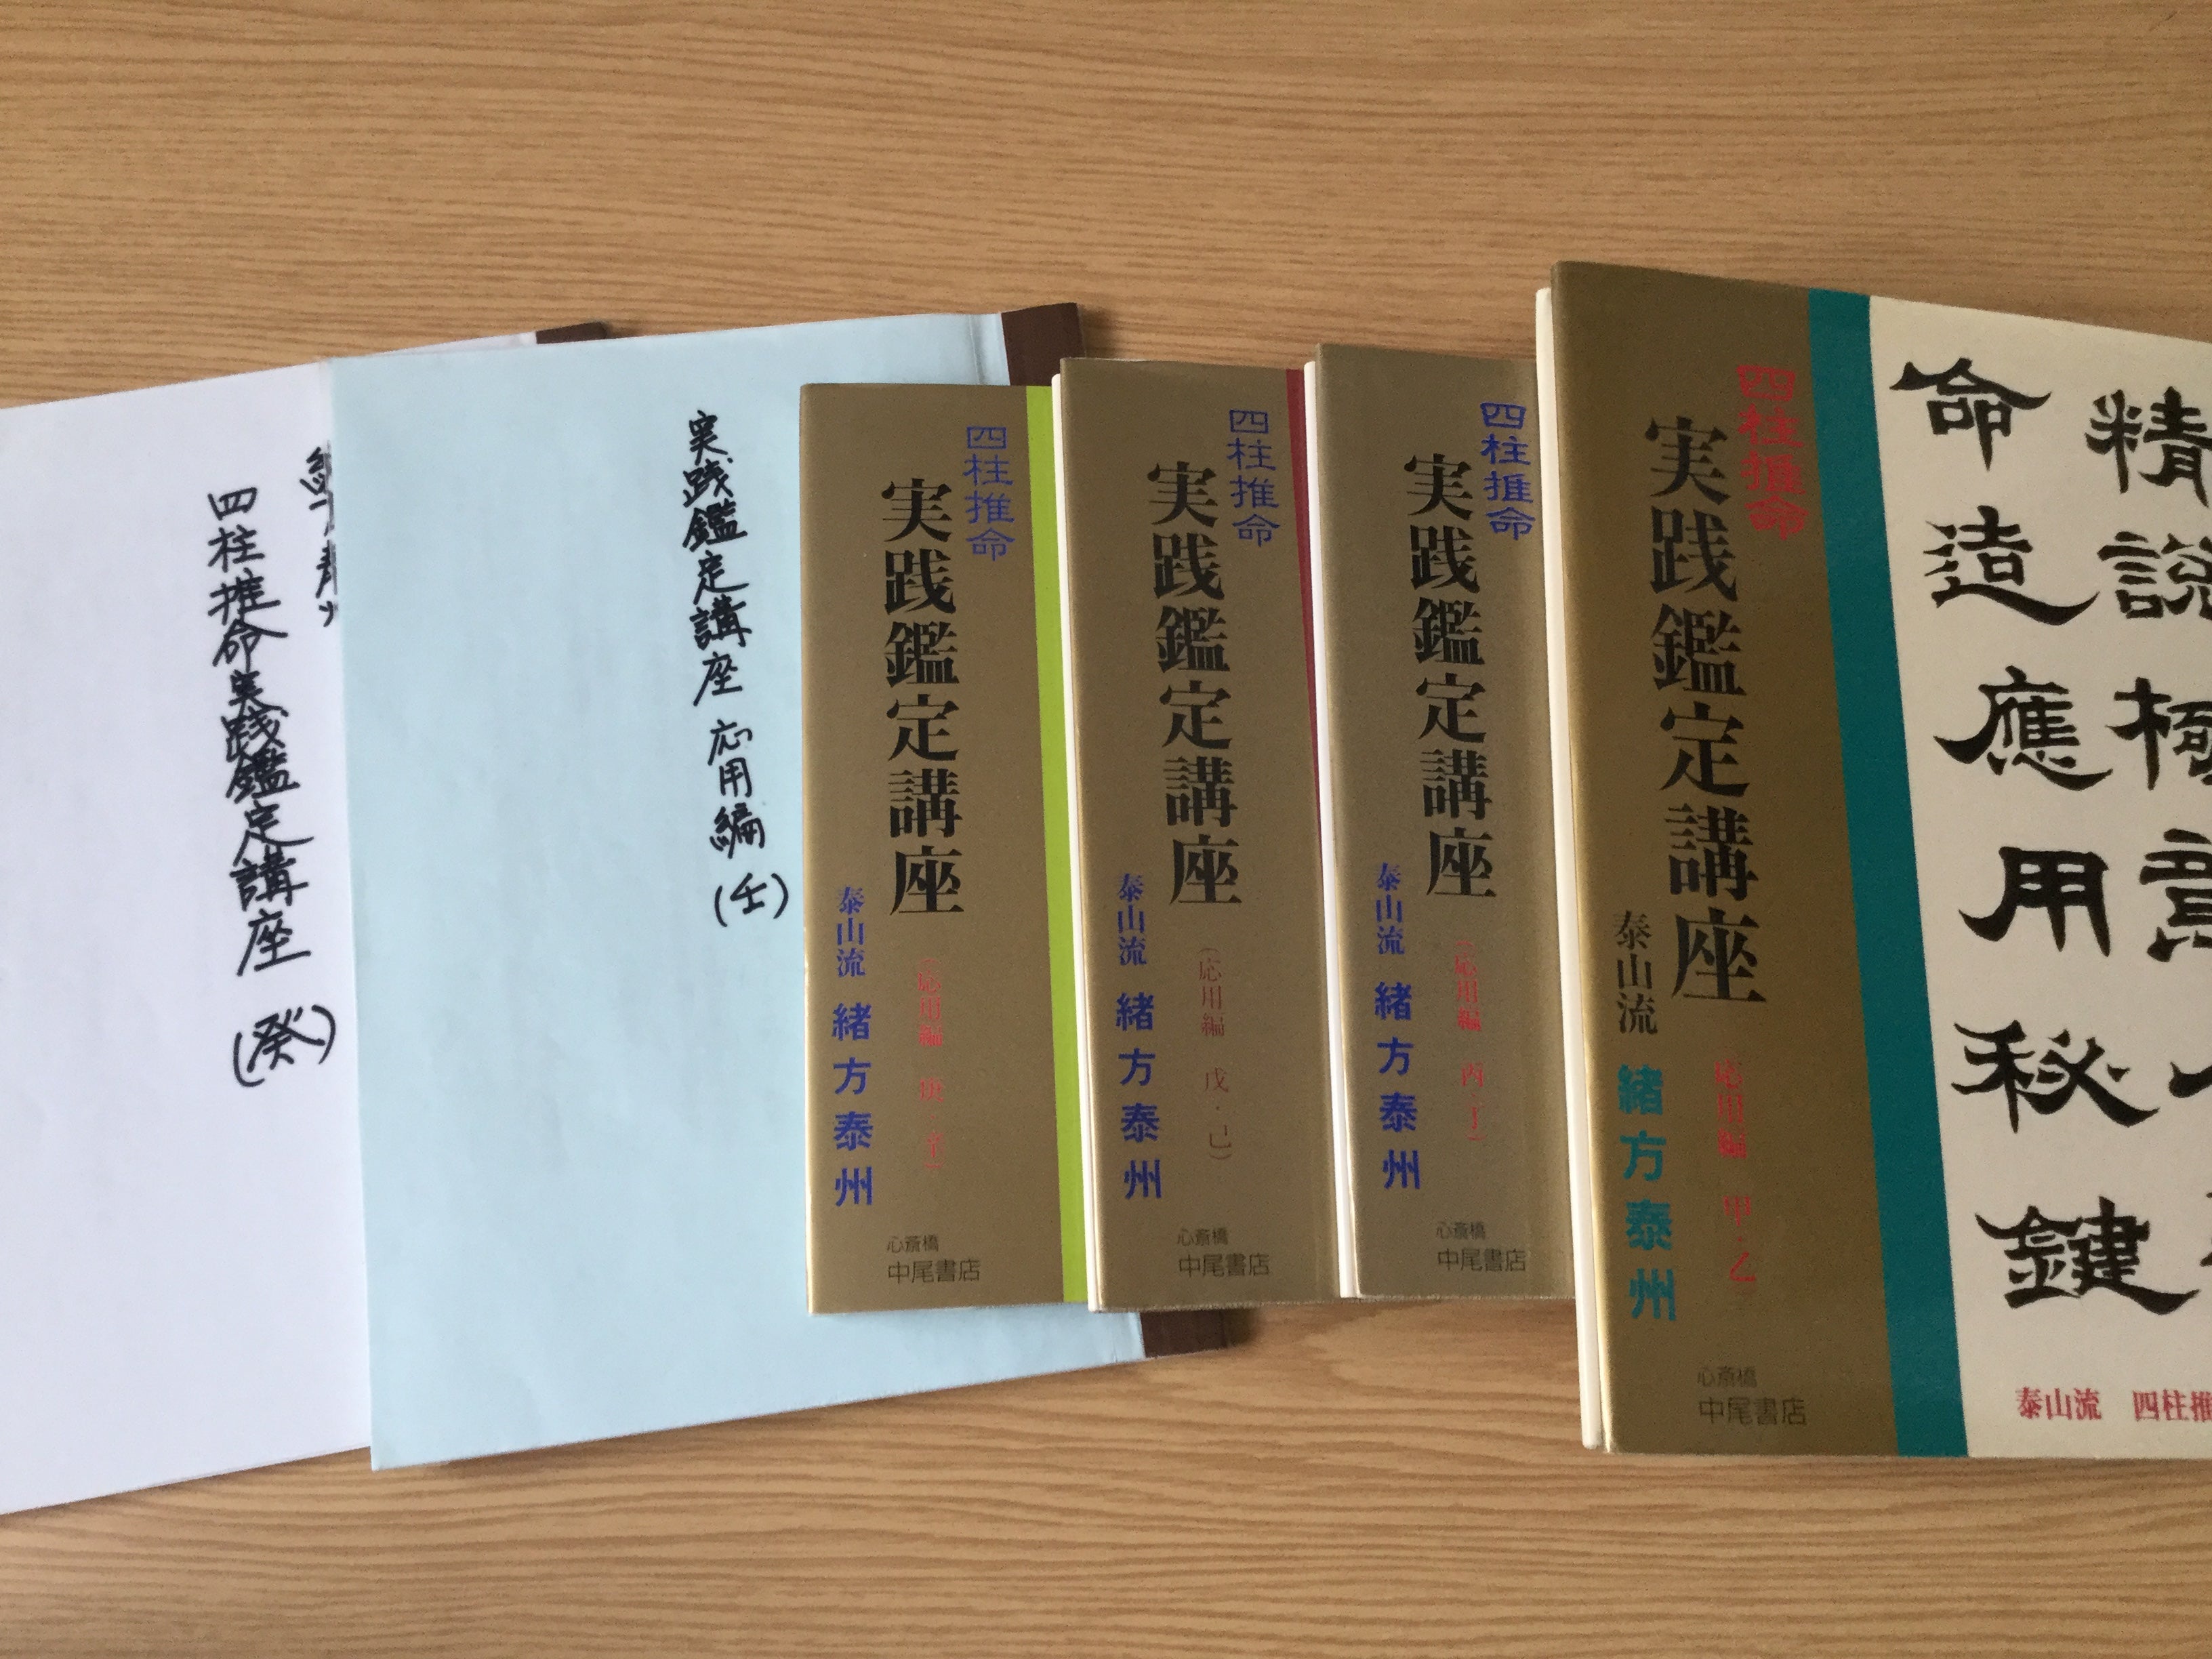 四柱推命実践鑑定講座(癸)
実践鑑定講座 応用編(壬)
四柱推命
実践鑑定講座
(応用編 庚・辛)
泰山流 緒方泰州
心斎橋
中尾書店
四柱推命
実践鑑定講座
(応用編 戊・己)
泰山流 緒方泰州
心斎橋
中尾書店
四柱推命
実践鑑定講座
(応用編 丙・丁)
泰山流 緒方泰州
心斎橋
中尾書店
精説極意
命造應用秘鍵
泰山流 四柱推
四柱推命
実践鑑定講座
応用編 甲・乙
泰山流 緒方泰州
心斎橋
中尾書店